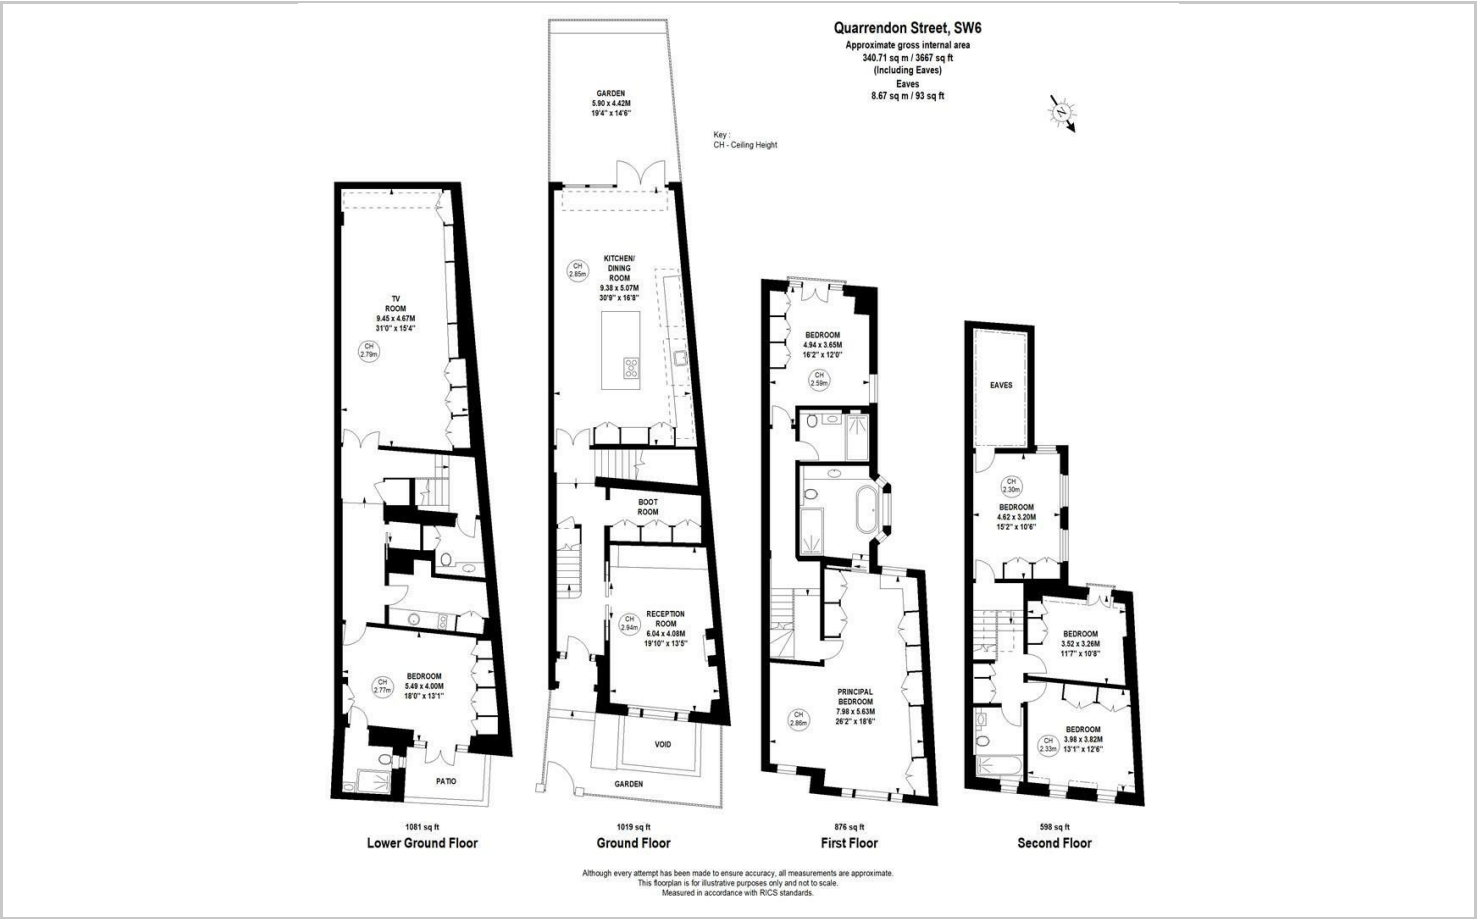 Quarrendon Street, SW6
Approximate gross internal area
340.71 sq m / 3667 sq ft
(Including Eaves)
Eaves
8.67 sq m / 93 sq ft
N
Key :
CH - Ceiling Height
TV
ROOM
9.45 x 4.67M
31'0" x 15'4"
CH
2.79m
BEDROOM
5.49 x 4.00M
18'0" x 13'1"
CH
2.77m
PATIO
1081 sq ft
Lower Ground Floor
GARDEN
5.90 x 4.42M
19'4" x 14'6"
CH
2.85m
KITCHEN/
DINING
ROOM
9.38 x 5.07M
30'9" x 16'8"
BOOT
ROOM
RECEPTION
ROOM
6.04 x 4.08M
19'10" x 13'5"
CH
2.94m
VOID
GARDEN
1019 sq ft
Ground Floor
BEDROOM
4.94 x 3.65M
16'2" x 12'0"
CH
2.59m
PRINCIPAL
BEDROOM
7.98 x 5.63M
26'2" x 18'6"
CH
2.86m
876 sq ft
First Floor
EAVES
CH
2.30m
BEDROOM
4.62 x 3.20M
15'2" x 10'6"
BEDROOM
3.52 x 3.26M
11'7" x 10'8"
BEDROOM
3.98 x 3.82M
13'1" x 12'6"
CH
2.33m
598 sq ft
Second Floor
Although every attempt has been made to ensure accuracy, all measurements are approximate.
This floorplan is for illustrative purposes only and not to scale.
Measured in accordance with RICS standards.